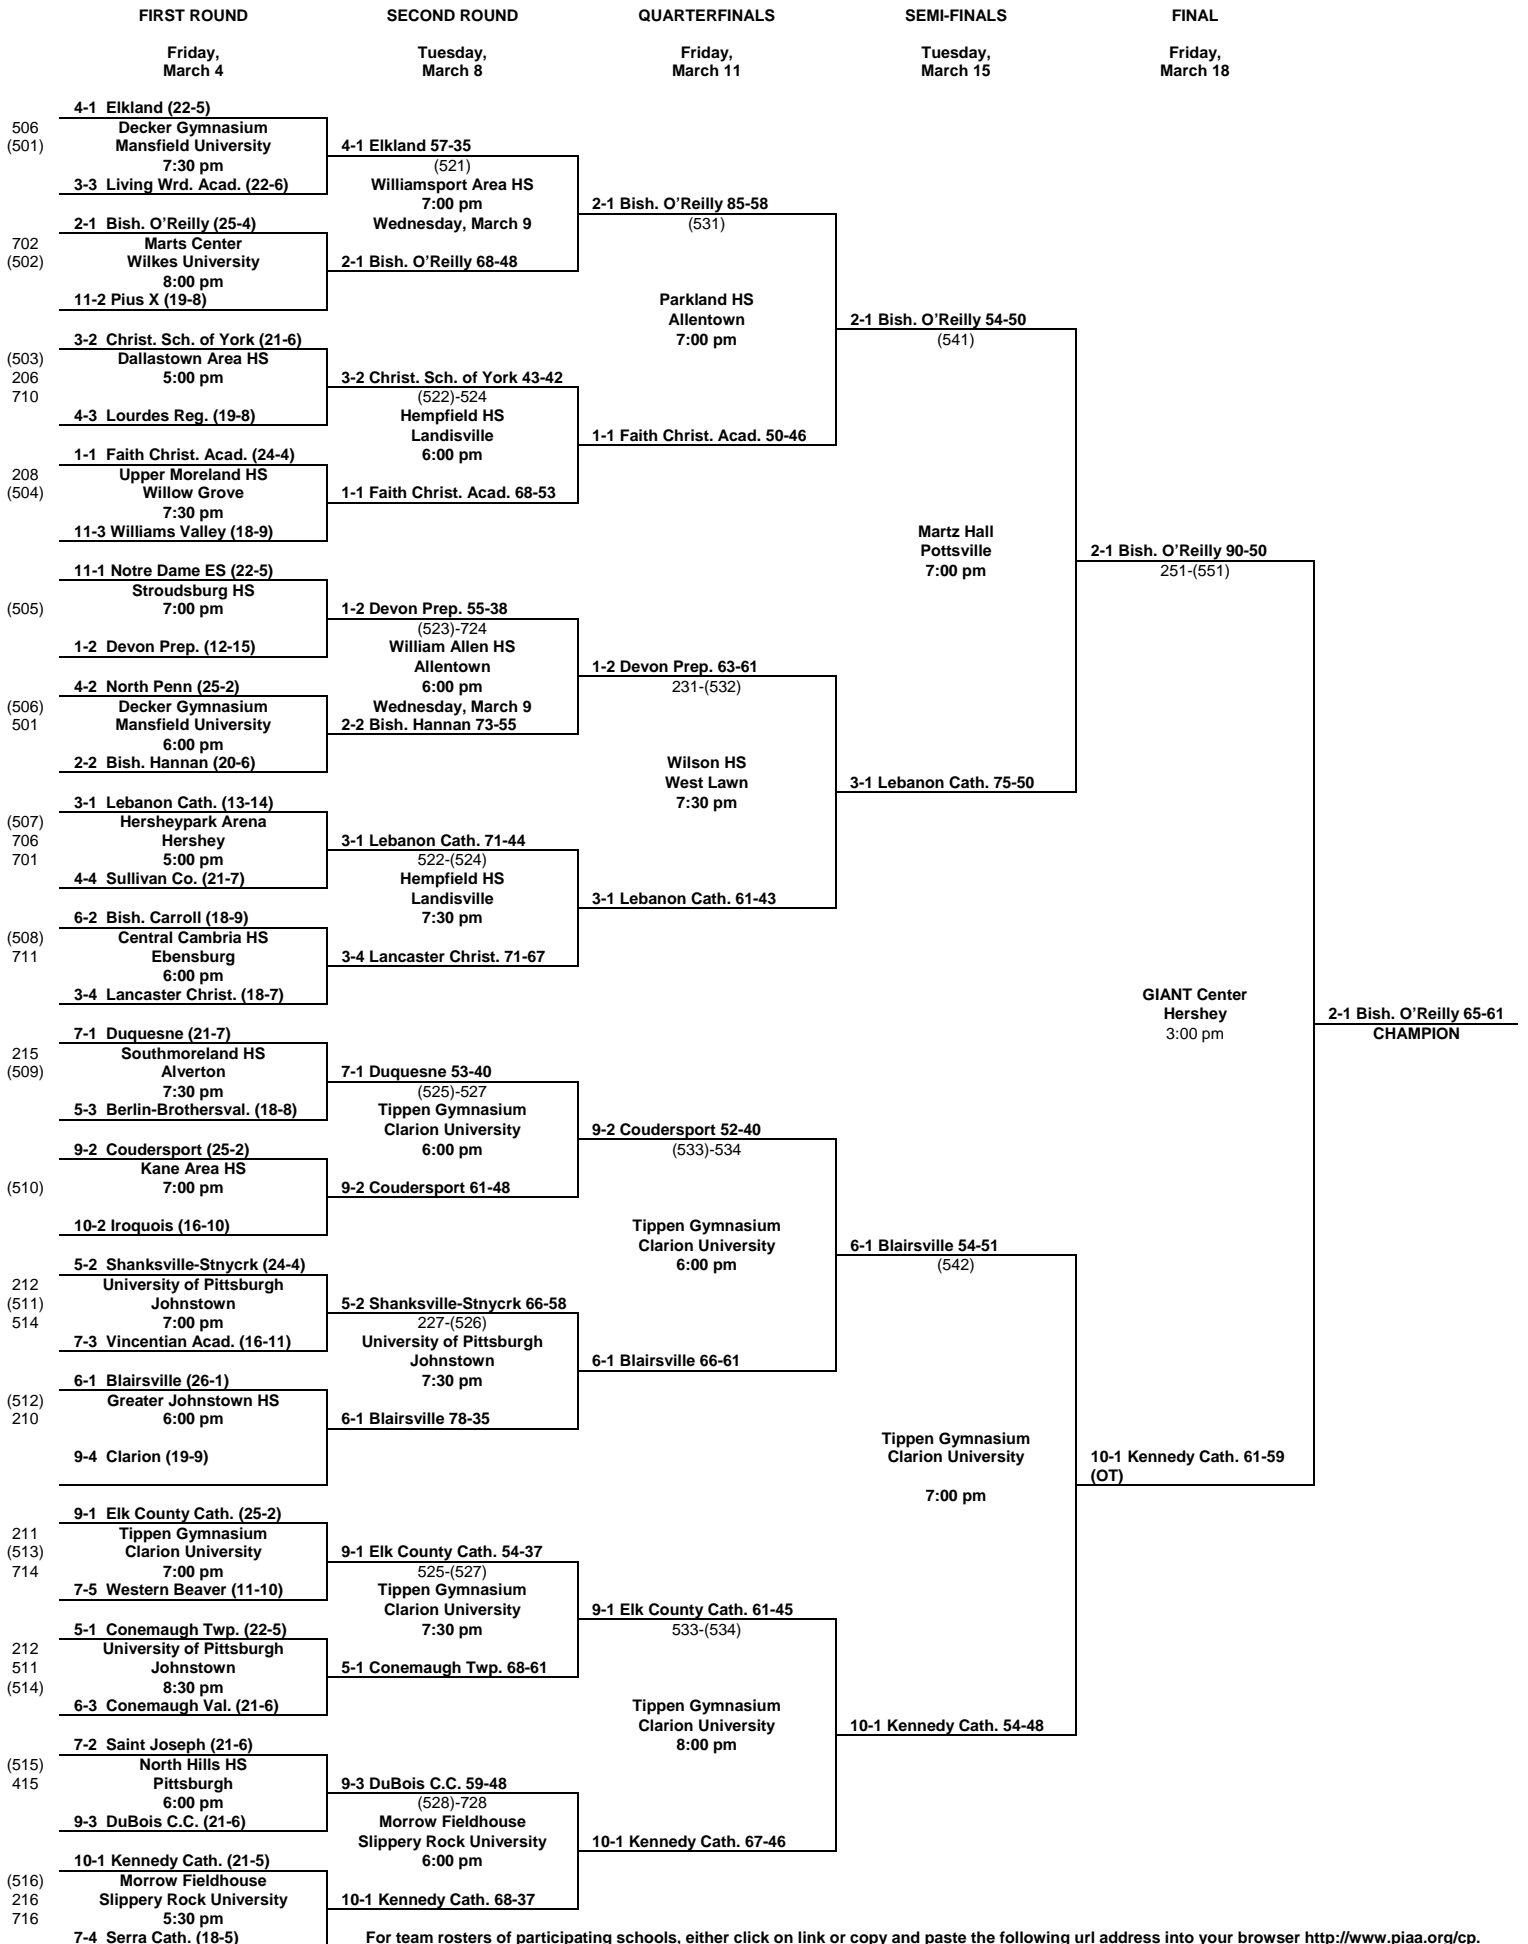 FIRST ROUND
SECOND ROUND
QUARTERFINALS
SEMI-FINALS
FINAL
Friday,
March 4
Tuesday,
March 8
Friday,
March 11
Tuesday,
March 15
Friday,
March 18
4-1 Elkland (22-5)
506
(501)
Decker Gymnasium
Mansfield University
7:30 pm
3-3 Living Wrd. Acad. (22-6)
2-1 Bish. O'Reilly (25-4)
702
(502)
Marts Center
Wilkes University
8:00 pm
11-2 Pius X (19-8)
3-2 Christ. Sch. of York (21-6)
(503)
206
710
Dallastown Area HS
5:00 pm
4-3 Lourdes Reg. (19-8)
1-1 Faith Christ. Acad. (24-4)
208
(504)
Upper Moreland HS
Willow Grove
7:30 pm
11-3 Williams Valley (18-9)
11-1 Notre Dame ES (22-5)
(505)
Stroudsburg HS
7:00 pm
1-2 Devon Prep. (12-15)
4-2 North Penn (25-2)
(506)
501
Decker Gymnasium
Mansfield University
6:00 pm
2-2 Bish. Hannan (20-6)
3-1 Lebanon Cath. (13-14)
(507)
706
701
Hersheypark Arena
Hershey
5:00 pm
4-4 Sullivan Co. (21-7)
6-2 Bish. Carroll (18-9)
(508)
711
Central Cambria HS
Ebensburg
6:00 pm
3-4 Lancaster Christ. (18-7)
7-1 Duquesne (21-7)
215
(509)
Southmoreland HS
Alverton
7:30 pm
5-3 Berlin-Brothersval. (18-8)
9-2 Coudersport (25-2)
(510)
Kane Area HS
7:00 pm
10-2 Iroquois (16-10)
5-2 Shanksville-Stnycrk (24-4)
212
(511)
514
University of Pittsburgh
Johnstown
7:00 pm
7-3 Vincentian Acad. (16-11)
6-1 Blairsville (26-1)
(512)
210
Greater Johnstown HS
6:00 pm
9-4 Clarion (19-9)
9-1 Elk County Cath. (25-2)
211
(513)
714
Tippen Gymnasium
Clarion University
7:00 pm
7-5 Western Beaver (11-10)
5-1 Conemaugh Twp. (22-5)
212
511
(514)
University of Pittsburgh
Johnstown
8:30 pm
6-3 Conemaugh Val. (21-6)
7-2 Saint Joseph (21-6)
(515)
415
North Hills HS
Pittsburgh
6:00 pm
9-3 DuBois C.C. (21-6)
10-1 Kennedy Cath. (21-5)
(516)
216
716
Morrow Fieldhouse
Slippery Rock University
5:30 pm
7-4 Serra Cath. (18-5)
4-1 Elkland 57-35
(521)
Williamsport Area HS
7:00 pm
Wednesday, March 9
2-1 Bish. O'Reilly 68-48
3-2 Christ. Sch. of York 43-42
(522)-524
Hempfield HS
Landisville
6:00 pm
1-1 Faith Christ. Acad. 68-53
1-2 Devon Prep. 55-38
(523)-724
William Allen HS
Allentown
6:00 pm
Wednesday, March 9
2-2 Bish. Hannan 73-55
3-1 Lebanon Cath. 71-44
522-(524)
Hempfield HS
Landisville
7:30 pm
3-4 Lancaster Christ. 71-67
7-1 Duquesne 53-40
(525)-527
Tippen Gymnasium
Clarion University
6:00 pm
9-2 Coudersport 61-48
5-2 Shanksville-Stnycrk 66-58
227-(526)
University of Pittsburgh
Johnstown
7:30 pm
6-1 Blairsville 78-35
9-1 Elk County Cath. 54-37
525-(527)
Tippen Gymnasium
Clarion University
7:30 pm
5-1 Conemaugh Twp. 68-61
9-3 DuBois C.C. 59-48
(528)-728
Morrow Fieldhouse
Slippery Rock University
6:00 pm
10-1 Kennedy Cath. 68-37
2-1 Bish. O'Reilly 85-58
(531)
Parkland HS
Allentown
7:00 pm
1-1 Faith Christ. Acad. 50-46
1-2 Devon Prep. 63-61
231-(532)
Wilson HS
West Lawn
7:30 pm
3-1 Lebanon Cath. 61-43
9-2 Coudersport 52-40
(533)-534
Tippen Gymnasium
Clarion University
6:00 pm
6-1 Blairsville 66-61
9-1 Elk County Cath. 61-45
533-(534)
Tippen Gymnasium
Clarion University
8:00 pm
10-1 Kennedy Cath. 67-46
2-1 Bish. O'Reilly 54-50
(541)
Martz Hall
Pottsville
7:00 pm
3-1 Lebanon Cath. 75-50
6-1 Blairsville 54-51
(542)
Tippen Gymnasium
Clarion University
7:00 pm
10-1 Kennedy Cath. 54-48
2-1 Bish. O'Reilly 90-50
251-(551)
GIANT Center
Hershey
3:00 pm
10-1 Kennedy Cath. 61-59
(OT)
2-1 Bish. O'Reilly 65-61
CHAMPION
For team rosters of participating schools, either click on link or copy and paste the following url address into your browser http://www.piaa.org/cp.